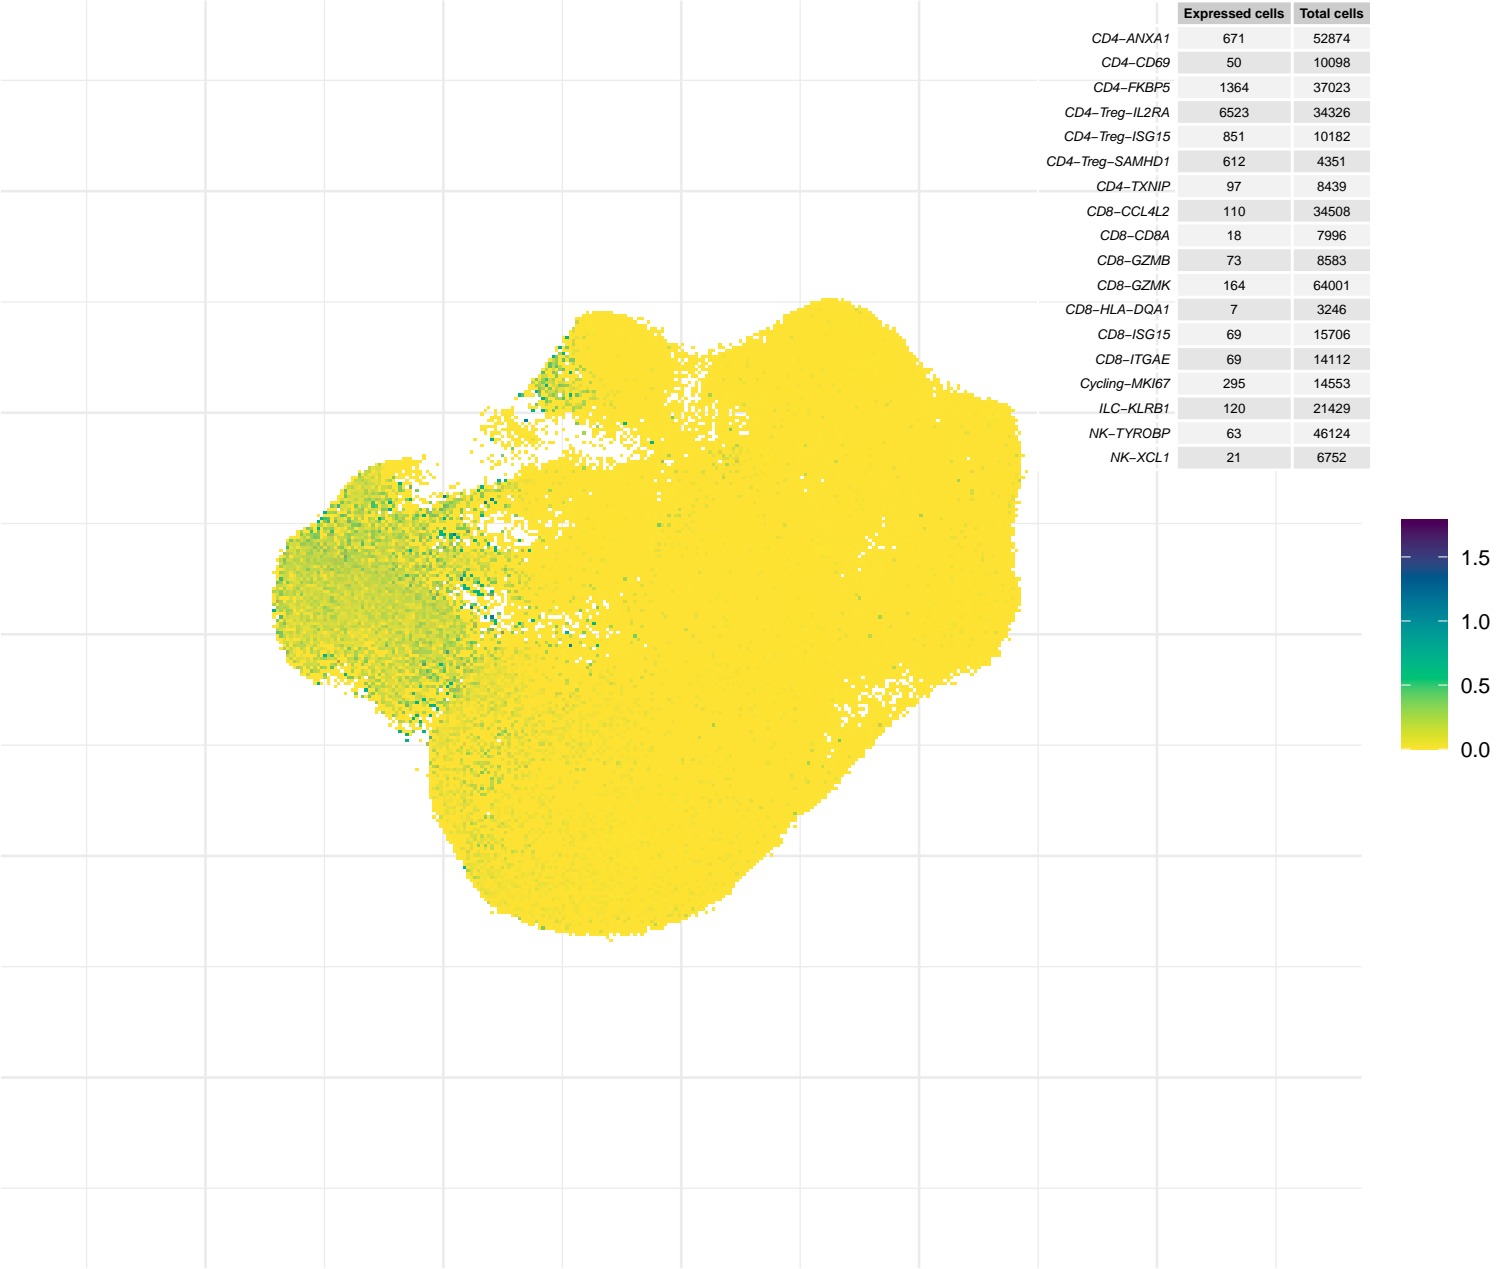 Expressed cells Total cells
CD4−ANXA1 671 52874
CD4−CD69 50 10098
CD4−FKBP5 1364 37023
CD4−Treg−IL2RA 6523 34326
CD4−Treg−ISG15 851 10182
CD4−Treg−SAMHD1 612 4351
CD4−TXNIP 97 8439
CD8−CCL4L2 110 34508
CD8−CD8A 18 7996
CD8−GZMB 73 8583
CD8−GZMK 164 64001
CD8−HLA−DQA1 7 3246
CD8−ISG15 69 15706
CD8−ITGAE 69 14112
Cycling−MKI67 295 14553
ILC−KLRB1 120 21429
NK−TYROBP 63 46124
NK−XCL1 21 6752
1.5
1.0
0.5
0.0